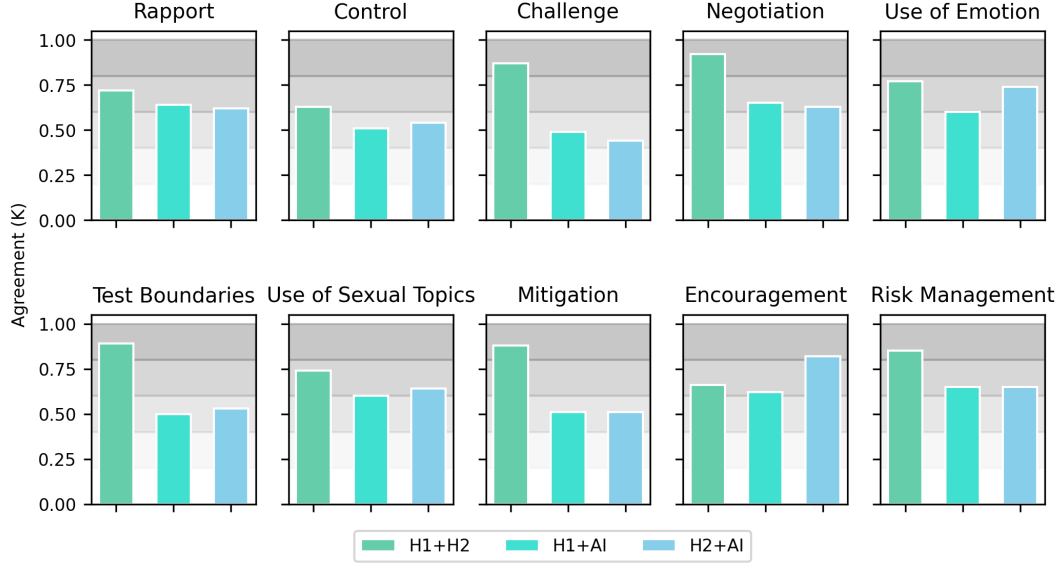 Rapport
Control
Challenge
Negotiation
Use of Emotion
1.00
0.75
0.50
0.25
0.00
Agreement (K)
Test Boundaries
Use of Sexual Topics
Mitigation
Encouragement
Risk Management
1.00
0.75
0.50
0.25
0.00
H1+H2
H1+AI
H2+AI